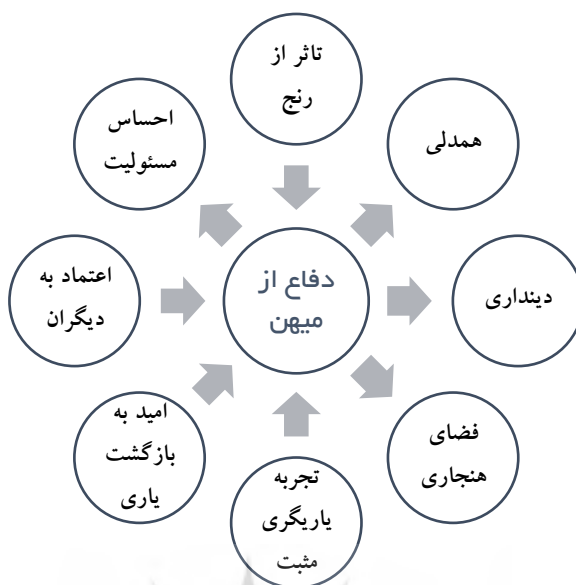 تاثر از
رنج
همدلی
دینداری
فضای
هنجاری
تجربه
یاریگری
مثبت
امید به
بازگشت
یاری
اعتماد به
دیگران
احساس
مسئولیت
دفاع از
میهن